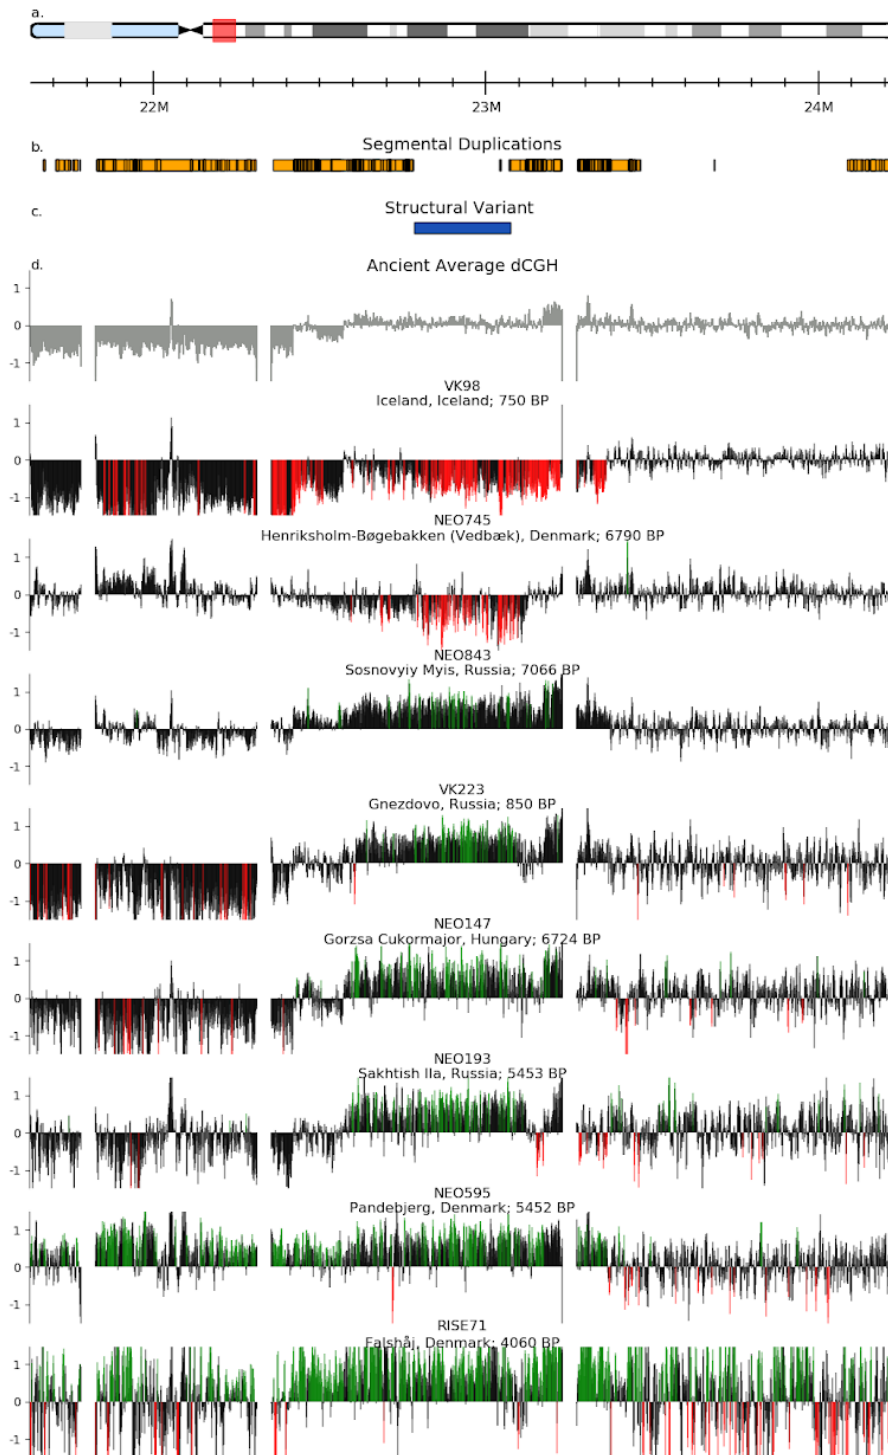 a.
22M 23M 24M
b. Segmental Duplications
c. Structural Variant
d. Ancient Average dCGH
1
0
-1
VK98
Iceland, Iceland; 750 BP
1
0
-1
NEO745
Henriksholm-Bøgebakken (Vedbæk), Denmark; 6790 BP
1
0
-1
NEO843
Sosnovyiy Myis, Russia; 7066 BP
1
0
-1
VK223
Gnezdovo, Russia; 850 BP
1
0
-1
NEO147
Gorzsa Cukormajor, Hungary; 6724 BP
1
0
-1
NEO193
Sakhtish IIa, Russia; 5453 BP
1
0
-1
NEO595
Pandebjerg, Denmark; 5452 BP
1
0
-1
RISE71
Falshåj, Denmark; 4060 BP
1
0
-1